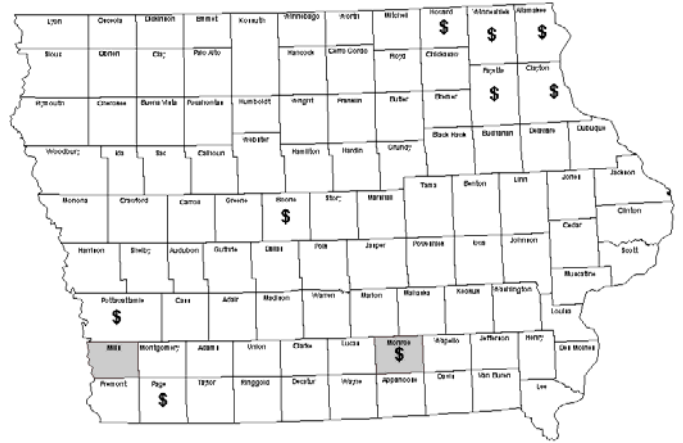 Lyon Osceola Dickinson Emmet Kossuth Winnebago Worth Mitchell Howard Winneshiek Allamakee
$ $ $
Sioux Obrien Clay Palo Alto Hancock Cerro Gordo Floyd Chickasaw
Fayette Clayton
$ $
Plymouth Cherokee Buena Vista Pocahontas Humboldt Wright Franklin Butler Bremer
Webster
Black Hawk Buchanan Delaware Dubuque
Woodbury Ida Sac Calhoun Hamilton Hardin Grundy
Tama Benton Linn Jones Jackson
Monona Crawford Carroll Greene Boone Story Marshall
$
Clinton
Cedar
Harrison Shelby Audubon Guthrie Dallas Polk Jasper Poweshiek Iowa Johnson
Scott
Muscatine
Pottawattamie Cass Adair Madison Warren Marion Mahaska Keokuk Washington
$
Louisa
Mills Montgomery Adams Union Clarke Lucas Monroe Wapello Jefferson Henry
$
Des Moines
Fremont Page Taylor Ringgold Decatur Wayne Appanoose Davis Van Buren
$
Lee